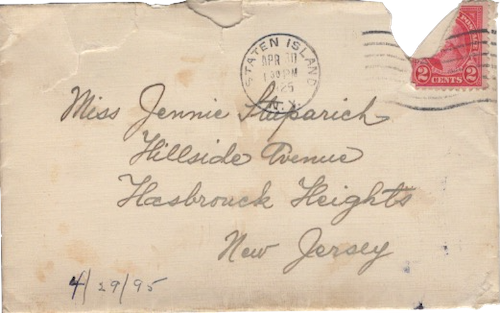 STATEN ISLAND
APR 30
1 30 PM
1925
N.Y.
2 CENTS 2
Miss Jennie Stuparich
Hillside Avenue
Hasbrouck Heights
New Jersey
4/29/95